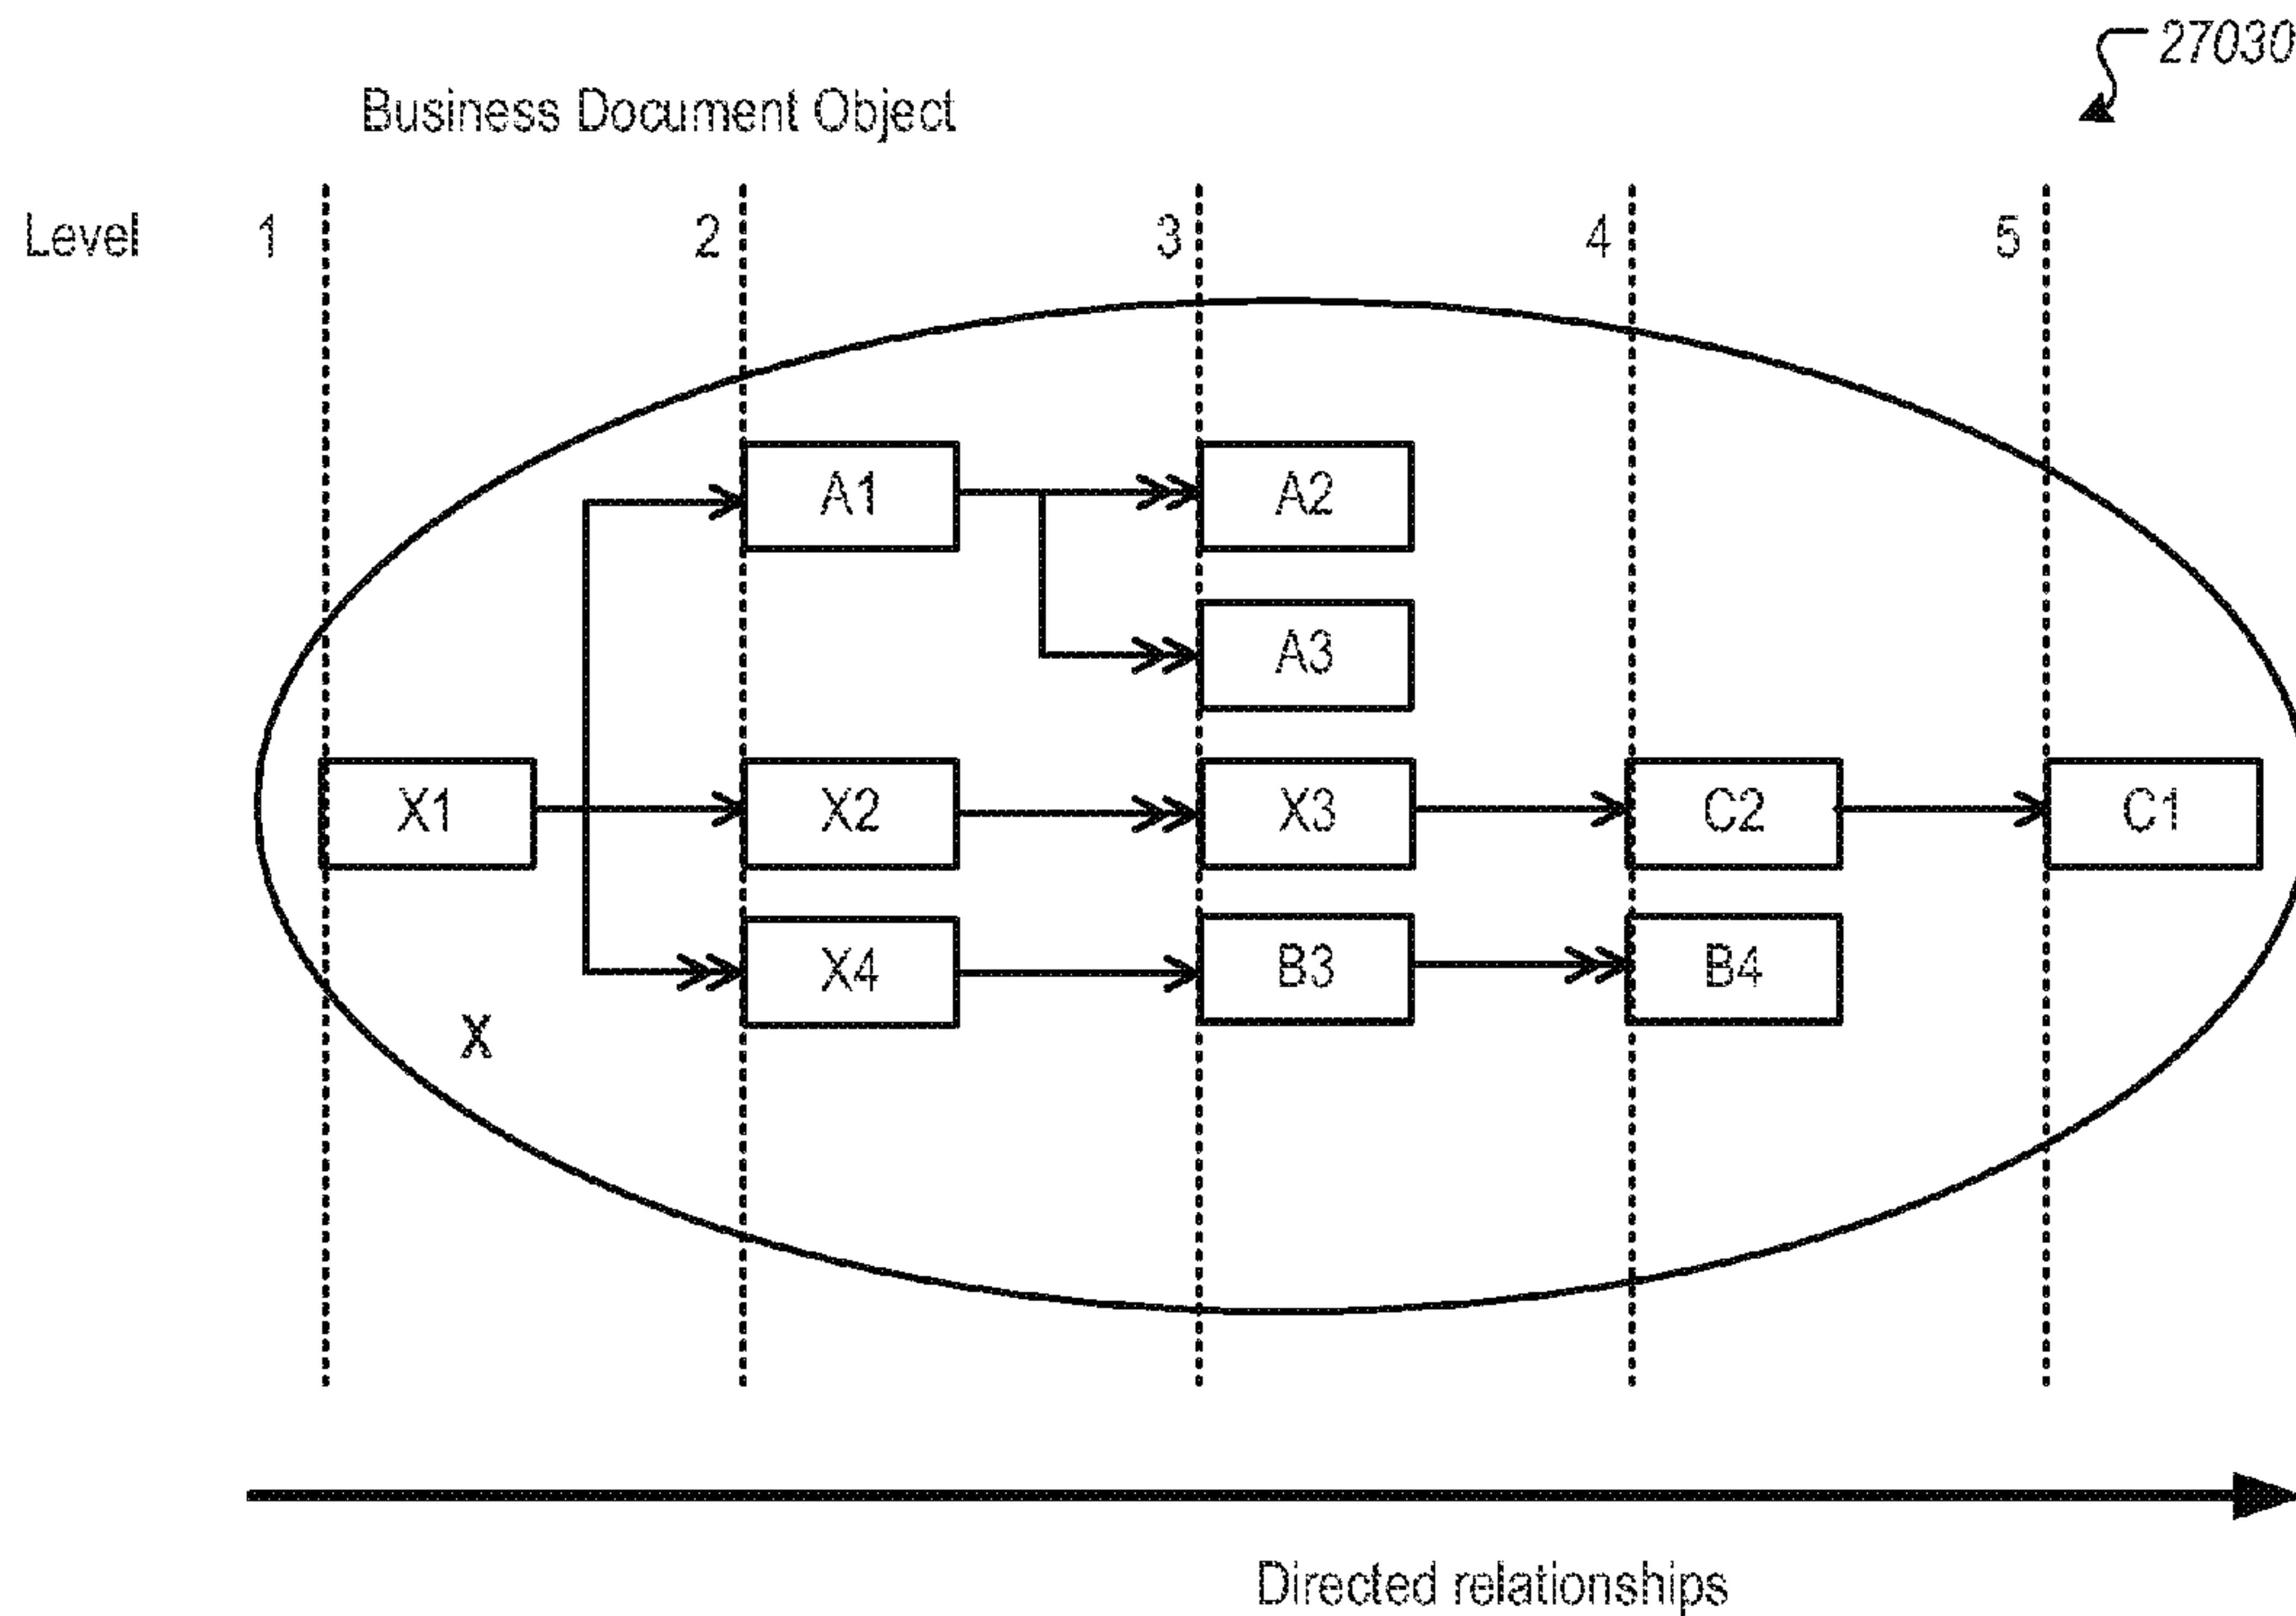 27030
Business Document Object
Level 1 2 3 4 5
A1 A2
A3
X1 X2 X3 C2 C1
X4 B3 B4
X
Directed relationships